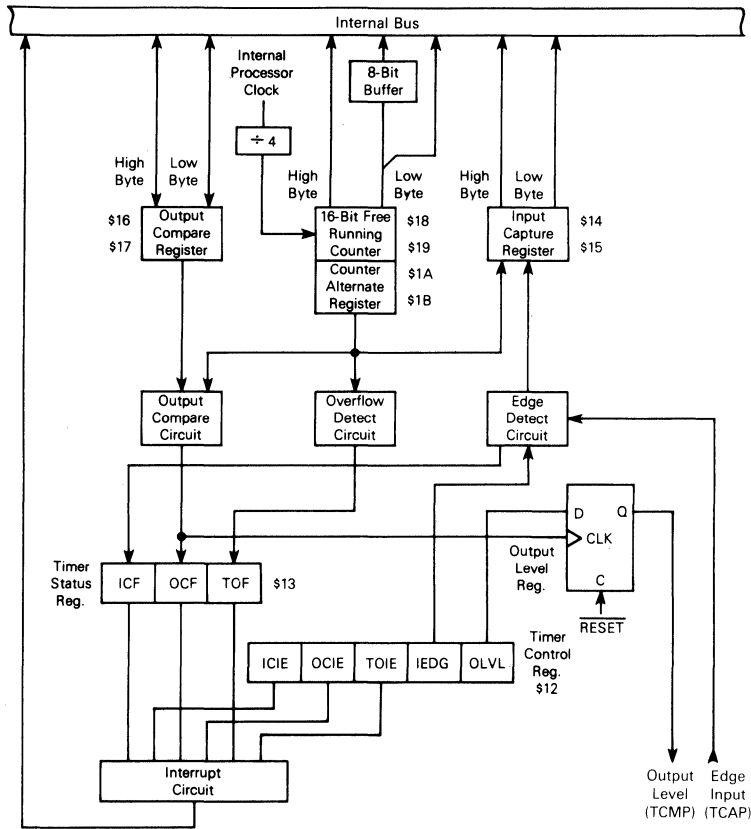 Internal Bus
Internal
Processor
Clock
8-Bit
Buffer
÷ 4
High
Byte
Low
Byte
High
Byte
Low
Byte
High
Byte
Low
Byte
$16
$17
Output
Compare
Register
16-Bit Free
Running
Counter
$18
$19
Counter
Alternate
Register
$1A
$1B
Input
Capture
Register
$14
$15
Output
Compare
Circuit
Overflow
Detect
Circuit
Edge
Detect
Circuit
D
Q
CLK
C
Output
Level
Reg.
RESET
Timer
Status
Reg.
ICF
OCF
TOF
$13
ICIE
OCIE
TOIE
IEDG
OLVL
Timer
Control
Reg.
$12
Interrupt
Circuit
Output
Level
(TCMP)
Edge
Input
(TCAP)